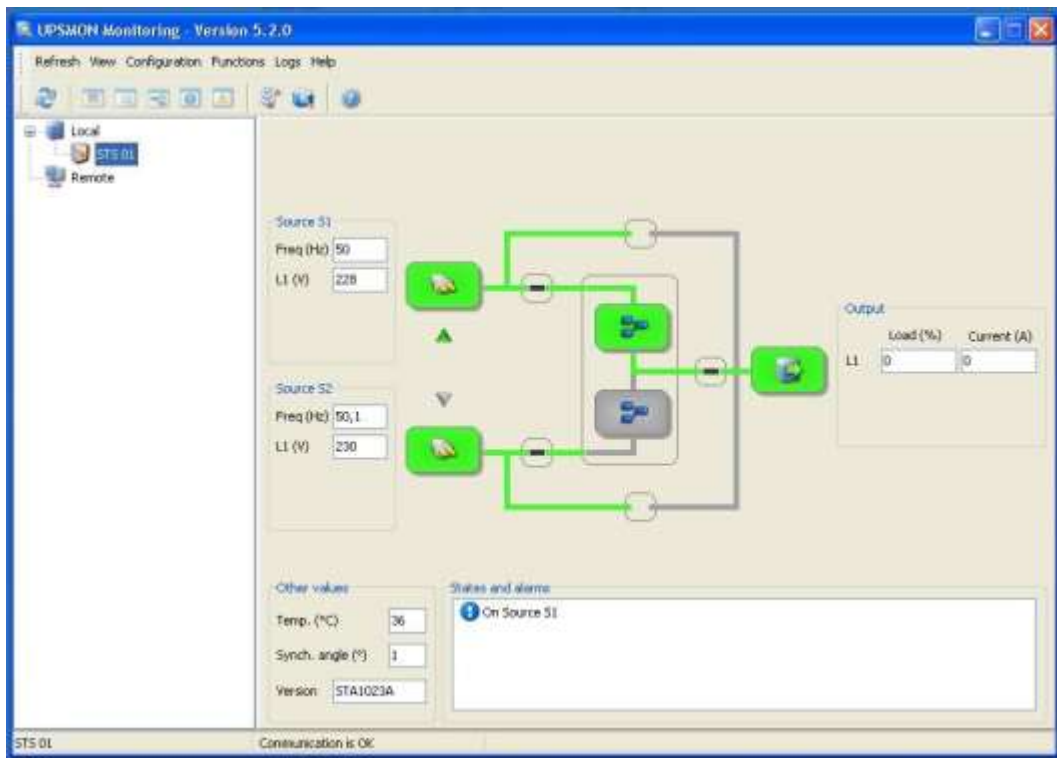 UPSMON Monitoring - Version 5.2.0
Refresh View Configuration Functions Logs Help
Local
STS 01
Remote
Source S1
Freq (Hz) 50
L1 (V) 228
Source S2
Freq (Hz) 50,1
L1 (V) 230
Output
Load (%) Current (A)
L1 0 0
Other values
Temp. (°C) 36
Synch. angle (°) 1
Version STA1023A
States and alarms
On Source S1
STS 01 Communication is OK